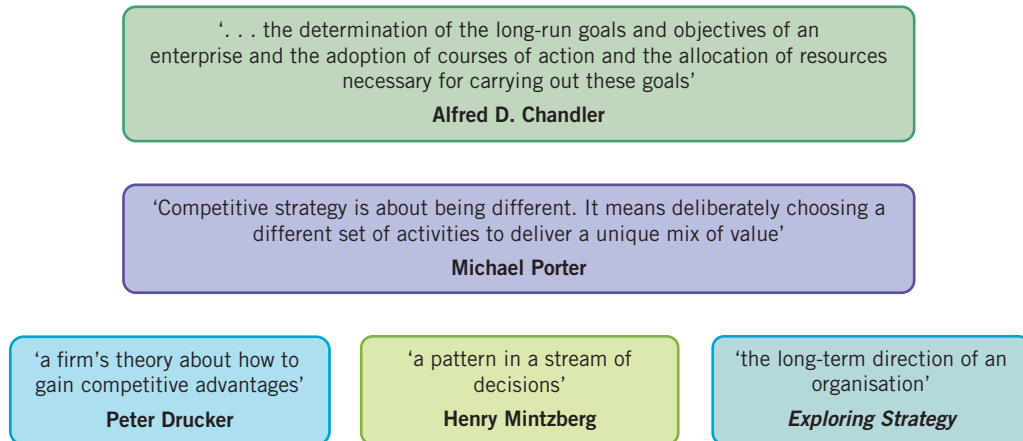 ‘. . . the determination of the long-run goals and objectives of an
enterprise and the adoption of courses of action and the allocation of resources
necessary for carrying out these goals’
Alfred D. Chandler
‘Competitive strategy is about being different. It means deliberately choosing a
different set of activities to deliver a unique mix of value’
Michael Porter
‘a firm’s theory about how to
gain competitive advantages’
Peter Drucker
‘a pattern in a stream of
decisions’
Henry Mintzberg
‘the long-term direction of an
organisation’
Exploring Strategy